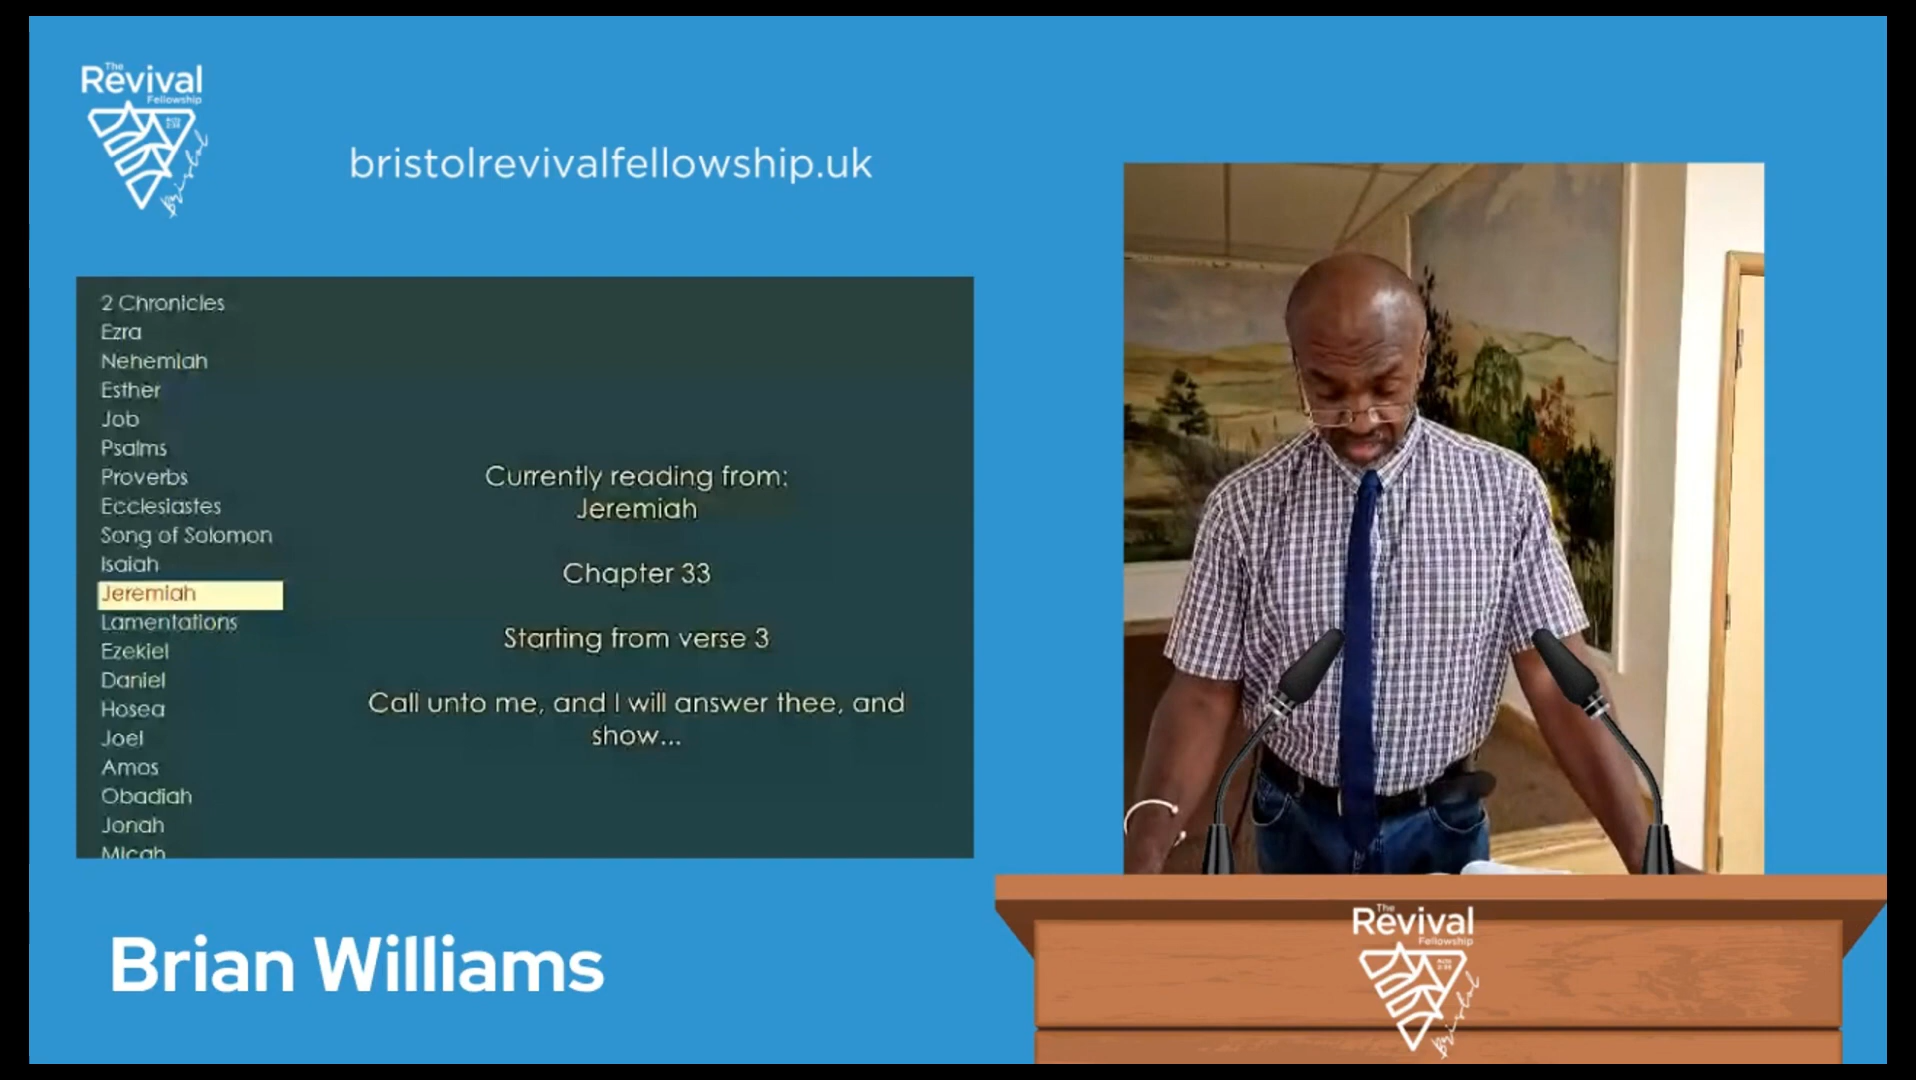 The
Revival
Fellowship
Bristol
bristolrevivalfellowship.uk
2 Chronicles
Ezra
Nehemiah
Esther
Job
Psalms
Proverbs
Ecclesiastes
Song of Solomon
Isaiah
Jeremiah
Lamentations
Ezekiel
Daniel
Hosea
Joel
Amos
Obadiah
Jonah
Micah
Currently reading from:
Jeremiah
Chapter 33
Starting from verse 3
Call unto me, and I will answer thee, and
show...
Brian Williams
The
Revival
Fellowship
Bristol